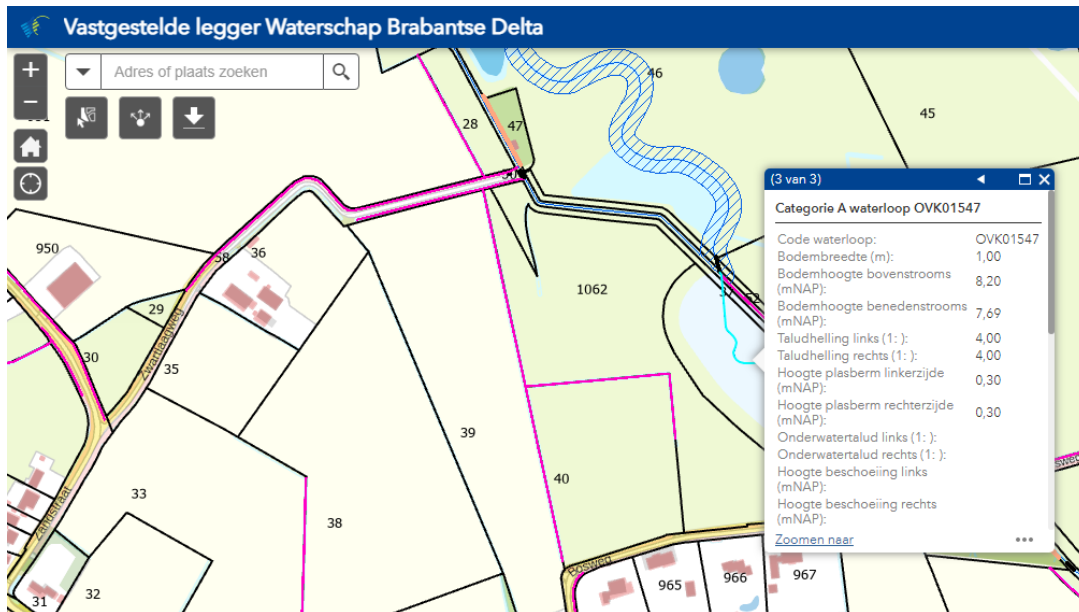 Vastgestelde legger Waterschap Brabantse Delta
Adres of plaats zoeken
46
45
28
47
950
58
36
29
30
35
Zwartlaagweg
1062
39
40
33
38
Zandstraat
32
31
Bosweg
965
966
967
(3 van 3)
Categorie A waterloop OVK01547
Code waterloop: OVK01547
Bodembreedte (m): 1,00
Bodemhoogte bovenstrooms
(mNAP): 8,20
Bodemhoogte benedenstrooms
(mNAP): 7,69
Taludhelling links (1: ): 4,00
Taludhelling rechts (1: ): 4,00
Hoogte plasberm linkerzijde
(mNAP): 0,30
Hoogte plasberm rechterzijde
(mNAP): 0,30
Onderwatertalud links (1: ):
Onderwatertalud rechts (1: ):
Hoogte beschoeiing links
(mNAP):
Hoogte beschoeiing rechts
(mNAP):
Zoomen naar